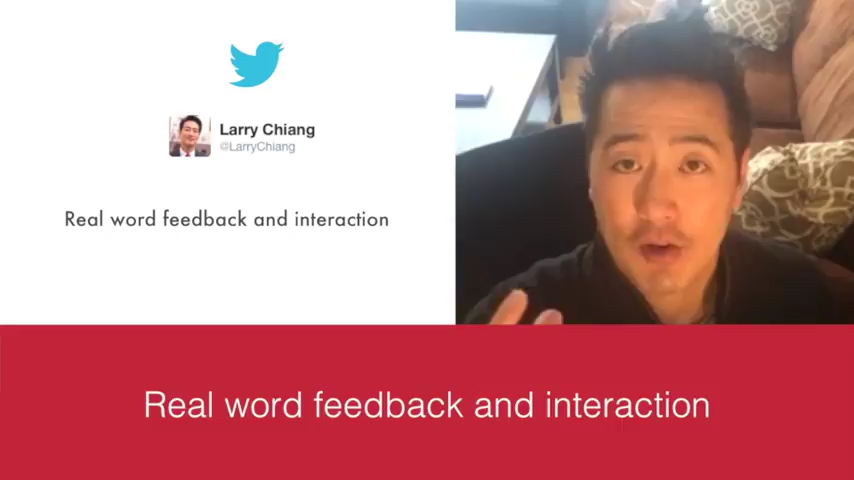 Larry Chiang
@LarryChiang
Real word feedback and interaction
Real word feedback and interaction